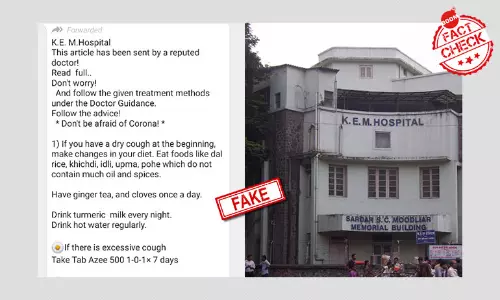 Forwarded
K.E. M.Hospital
This article has been sent by a reputed
doctor!
Read full..
Don't worry!
And follow the given treatment methods
under the Doctor Guidance.
Follow the advice!
* Don't be afraid of Corona! *
1) If you have a dry cough at the beginning,
make changes in your diet. Eat foods like dal
rice, khichdi, idli, upma, pohe which do not
contain much oil and spices.
Have ginger tea, and cloves once a day.
Drink turmeric milk every night.
Drink hot water regularly.
If there is excessive cough
Take Tab Azee 500 1-0-1× 7 days
BOOM
FACT
CHECK
K.E.M.HOSPITAL
FAKE
SARDAR S.C. MOODLIAR
MEMORIAL BUILDING